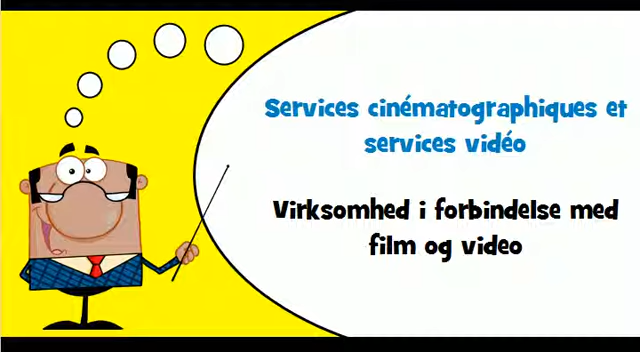 Services cinématographiques et
services vidéo
Virksomhed i forbindelse med
film og video